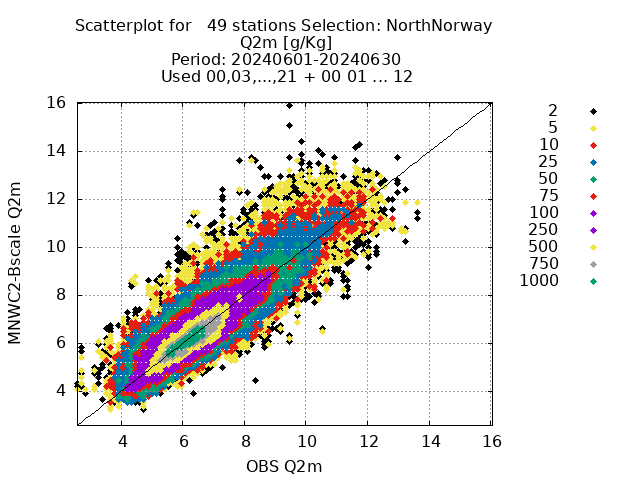 Scatterplot for   49 stations Selection: NorthNorway
Q2m [g/Kg]
Period: 20240601-20240630
Used 00,03,...,21 + 00 01 ... 12
16
14
12
10
8
6
4
MNWC2-Bscale Q2m
4 6 8 10 12 14 16
OBS Q2m
2
5
10
25
50
75
100
250
500
750
1000